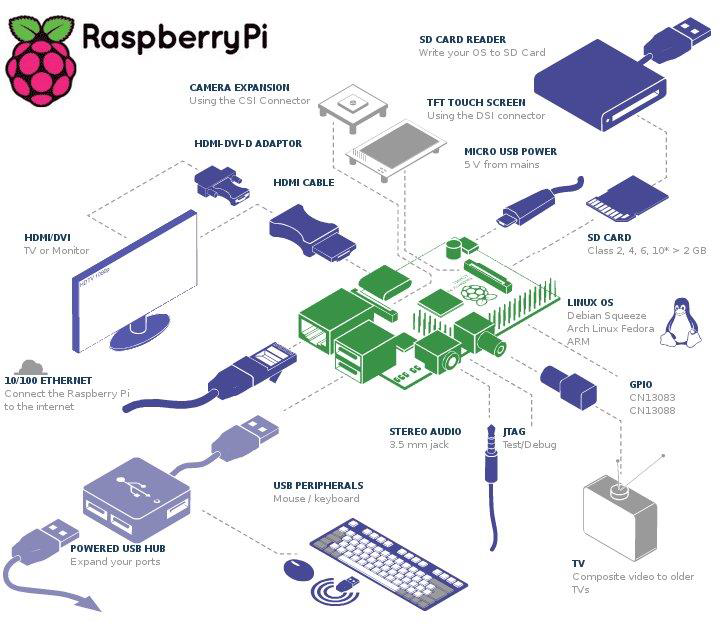 RaspberryPi
SD CARD READER
Write your OS to SD Card
CAMERA EXPANSION
Using the CSI Connector
TFT TOUCH SCREEN
Using the DSI connector
HDMI-DVI-D ADAPTOR
MICRO USB POWER
5 V from mains
HDMI CABLE
HDMI/DVI
TV or Monitor
HDTV 1080p
SD CARD
Class 2, 4, 6, 10* > 2 GB
LINUX OS
Debian Squeeze
Arch Linux Fedora
ARM
10/100 ETHERNET
Connect the Raspberry Pi
to the internet
GPIO
CN13083
CN13088
STEREO AUDIO
3.5 mm jack
JTAG
Test/Debug
USB PERIPHERALS
Mouse / keyboard
POWERED USB HUB
Expand your ports
TV
Composite video to older
TVs